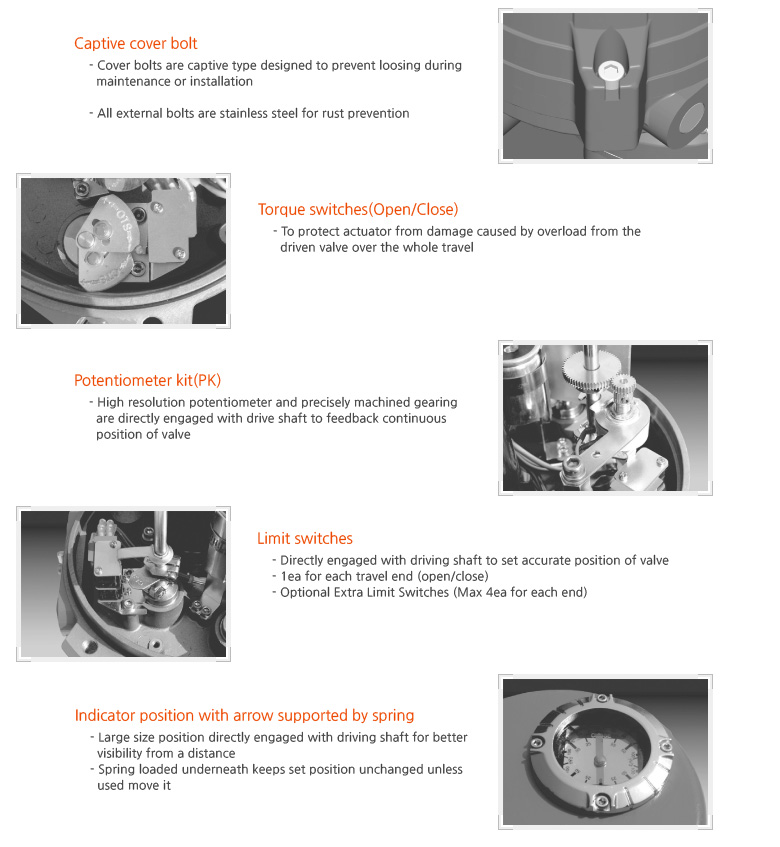 Captive cover bolt
- Cover bolts are captive type designed to prevent loosing during
maintenance or installation
- All external bolts are stainless steel for rust prevention
Torque switches(Open/Close)
- To protect actuator from damage caused by overload from the
driven valve over the whole travel
Potentiometer kit(PK)
- High resolution potentiometer and precisely machined gearing
are directly engaged with drive shaft to feedback continuous
position of valve
Limit switches
- Directly engaged with driving shaft to set accurate position of valve
- 1ea for each travel end (open/close)
- Optional Extra Limit Switches (Max 4ea for each end)
Indicator position with arrow supported by spring
- Large size position directly engaged with driving shaft for better
visibility from a distance
- Spring loaded underneath keeps set position unchanged unless
used move it